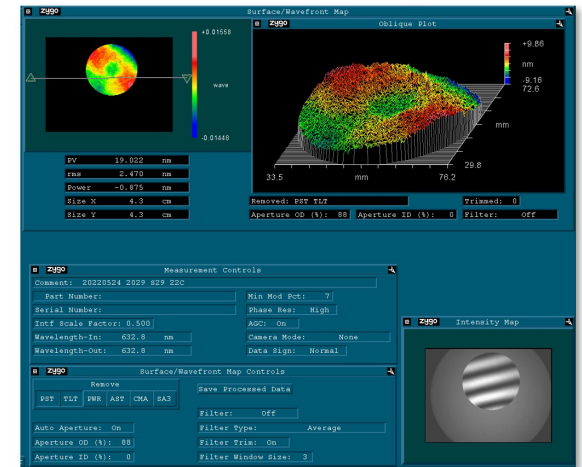 zygo Surface/Wavefront Map
+0.01558
wave
-0.01448
PV 19.022 nm
rms 2.470 nm
Power -0.875 nm
Size X 4.3 cm
Size Y 4.3 cm
zygo Oblique Plot
+9.86
nm
-9.16
72.6
mm
29.8
33.5 mm 76.2
Removed: PST TLT Trimmed: 0
Aperture OD (%): 88 Aperture ID (%): 0 Filter: Off
zygo Measurement Controls
Comment: 20220524 2029 S29 22C
Part Number: Min Mod Pct: 7
Serial Number: Phase Res: High
Intf Scale Factor: 0.500 AGC: On
Wavelength-In: 632.8 nm Camera Mode: None
Wavelength-Out: 632.8 nm Data Sign: Normal
zygo Surface/Wavefront Map Controls
Remove
PST TLT PWR AST CMA SA3
Save Processed Data
Filter: Off
Auto Aperture: On Filter Type: Average
Aperture OD (%): 88 Filter Trim: On
Aperture ID (%): 0 Filter Window Size: 3
zygo Intensity Map